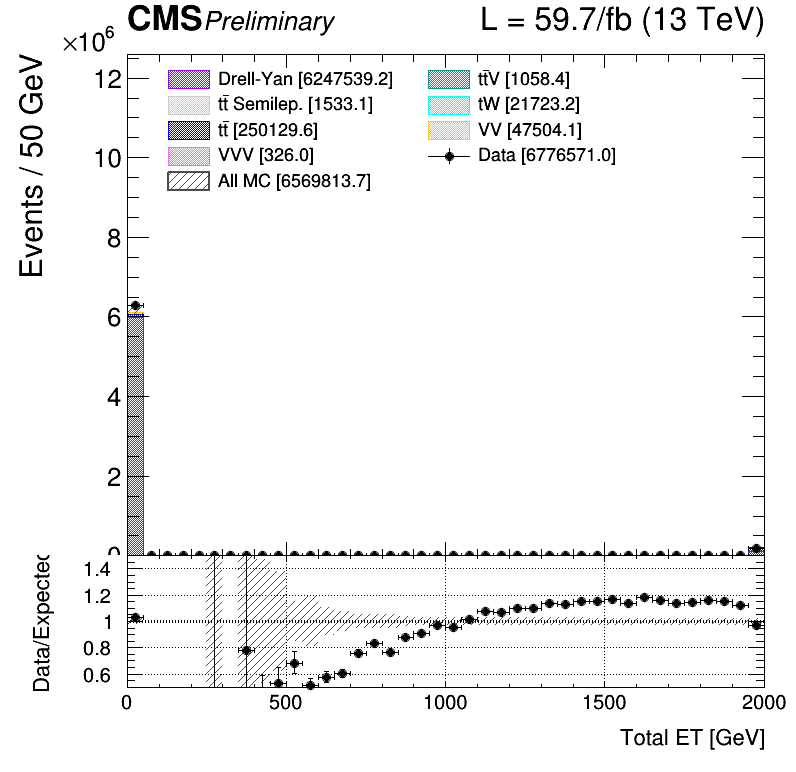 CMS Preliminary L = 59.7/fb (13 TeV)
×10⁶
Events / 50 GeV
12
10
8
6
4
2
0
Drell-Yan [6247539.2]
tt̄ Semilep. [1533.1]
tt̄ [250129.6]
VVV [326.0]
All MC [6569813.7]
tt̄V [1058.4]
tW [21723.2]
VV [47504.1]
Data [6776571.0]
Data/Expected
1.4
1.2
1
0.8
0.6
0 500 1000 1500 2000
Total ET [GeV]